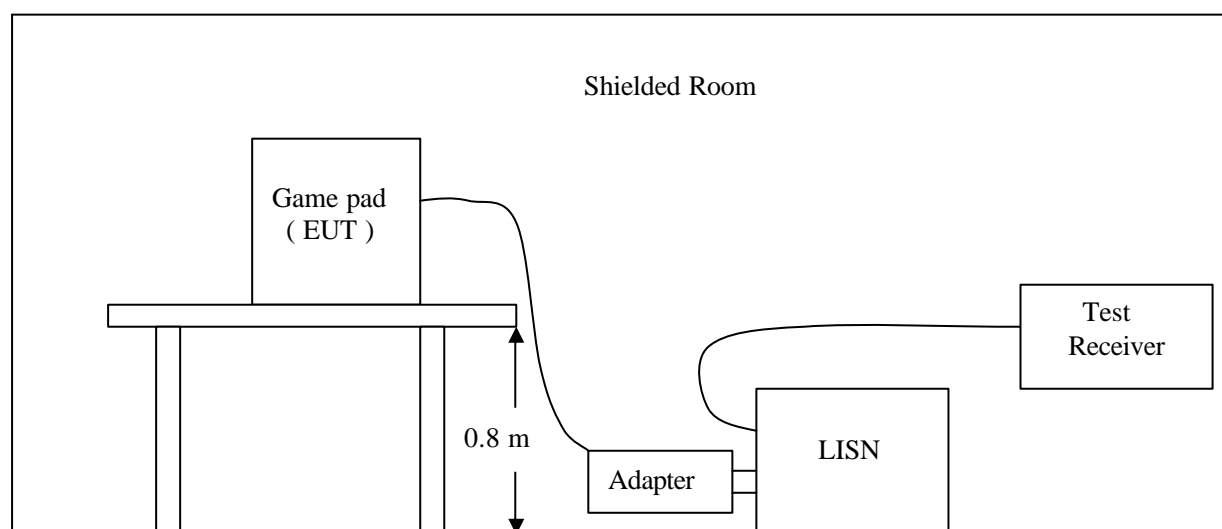 Shielded Room
Game pad
( EUT )
Test
Receiver
0.8 m
LISN
Adapter